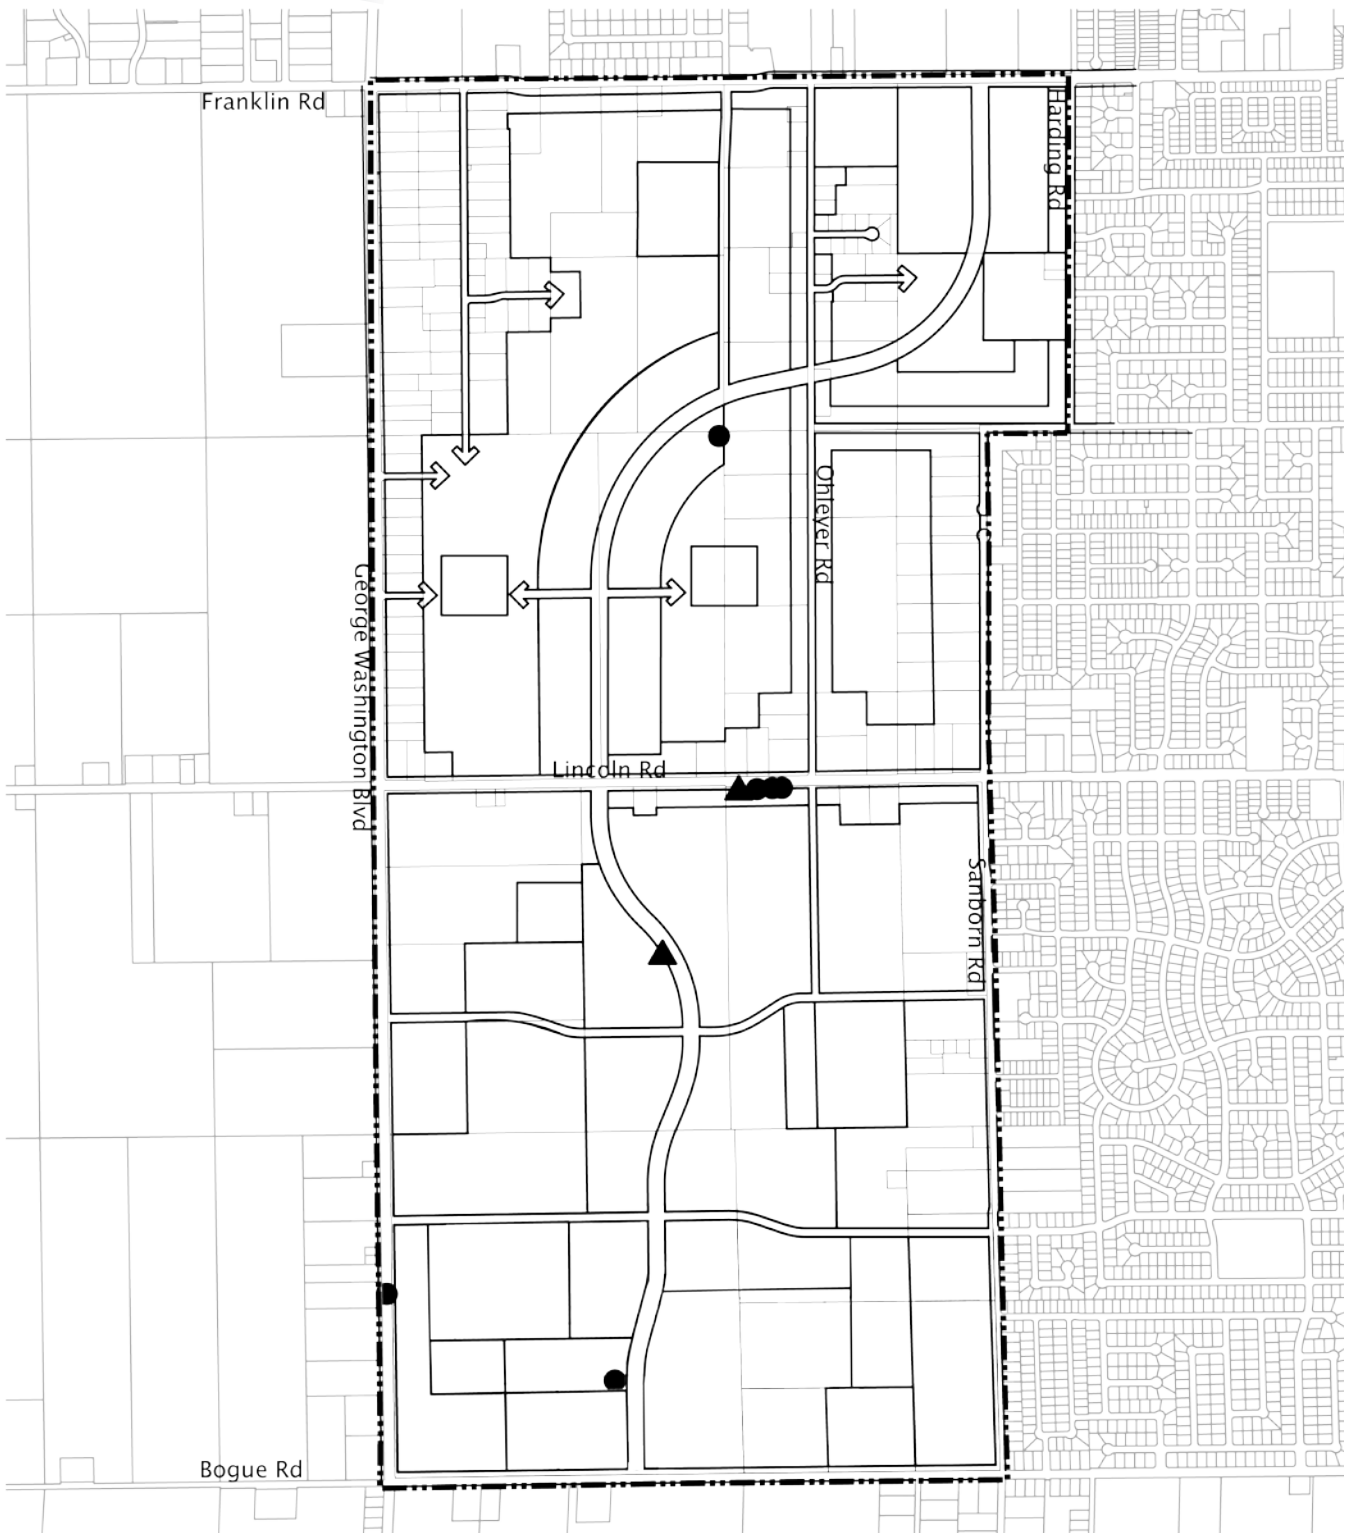 Franklin Rd
Harding Rd
Ohleyer Rd
George Washington Blvd
Lincoln Rd
Sanborn Rd
Bogue Rd